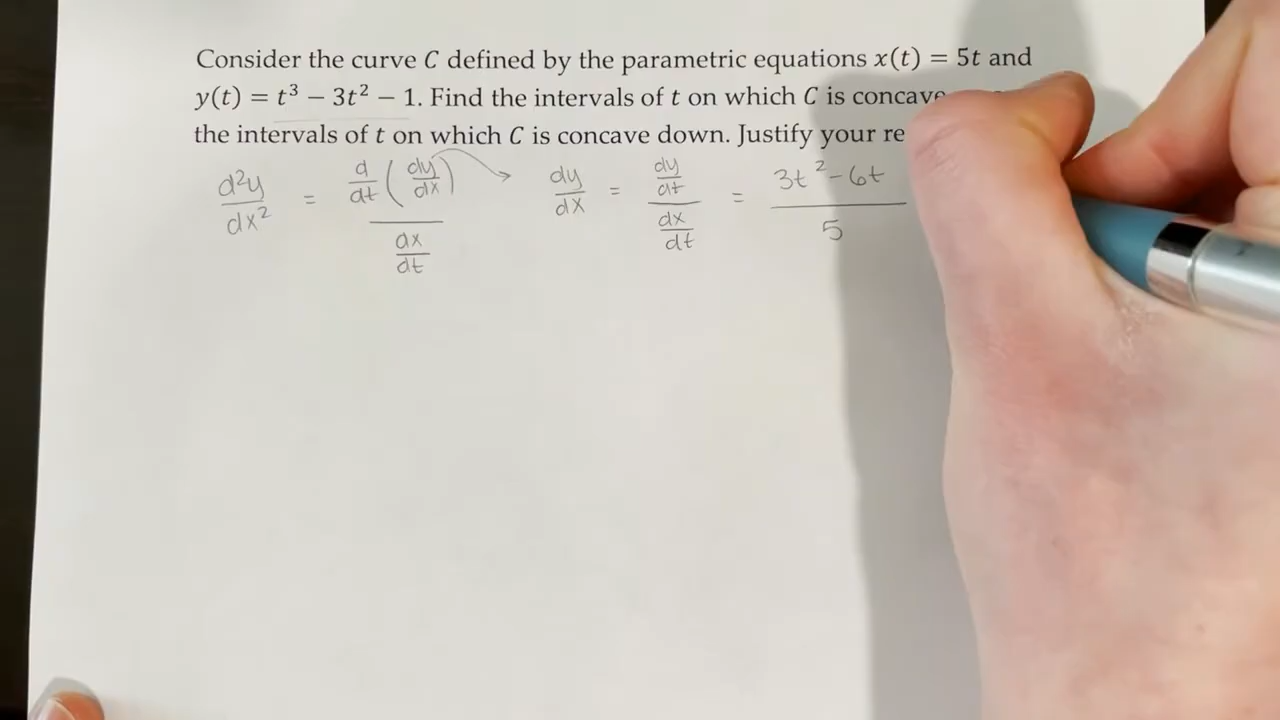 Consider the curve C defined by the parametric equations x(t) = 5t and
y(t) = t³ − 3t² − 1. Find the intervals of t on which C is concave
the intervals of t on which C is concave down. Justify your re
d²y/dx² = (d/dt (dy/dx))/(dx/dt) → dy/dx = (dy/dt)/(dx/dt) = (3t² − 6t)/5